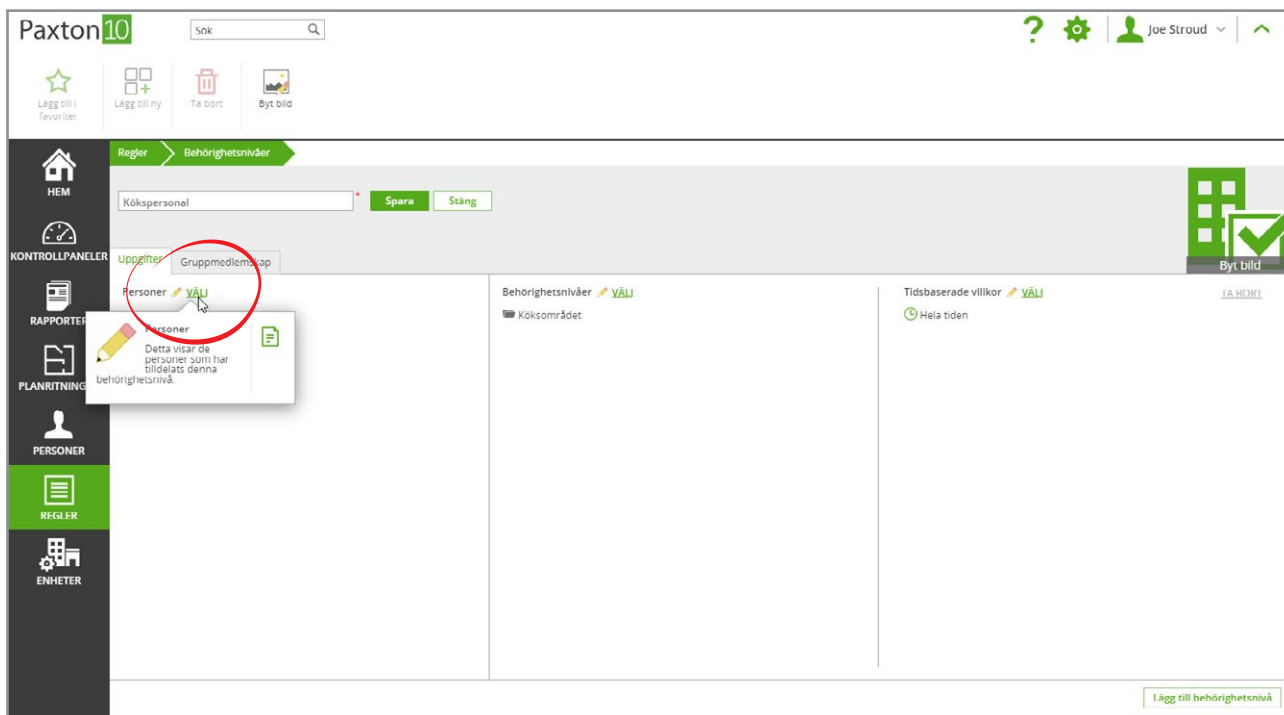 Paxton10
Sök
Joe Stroud
Lägg till i
favoriter
Lägg till ny
Ta bort
Byt bild
Regler
Behörighetsnivåer
HEM
Kökspersonal
*
Spara
Stäng
Byt bild
KONTROLLPANELER
Uppgifter
Gruppmedlemskap
Personer VÄLJ
Behörighetsnivåer VÄLJ
Köksområdet
Tidsbaserade villkor VÄLJ
TA BORT
Hela tiden
RAPPORTER
Personer
Detta visar de
personer som har
tilldelats denna
behörighetsnivå.
PLANRITNING
PERSONER
REGLER
ENHETER
Lägg till behörighetsnivå